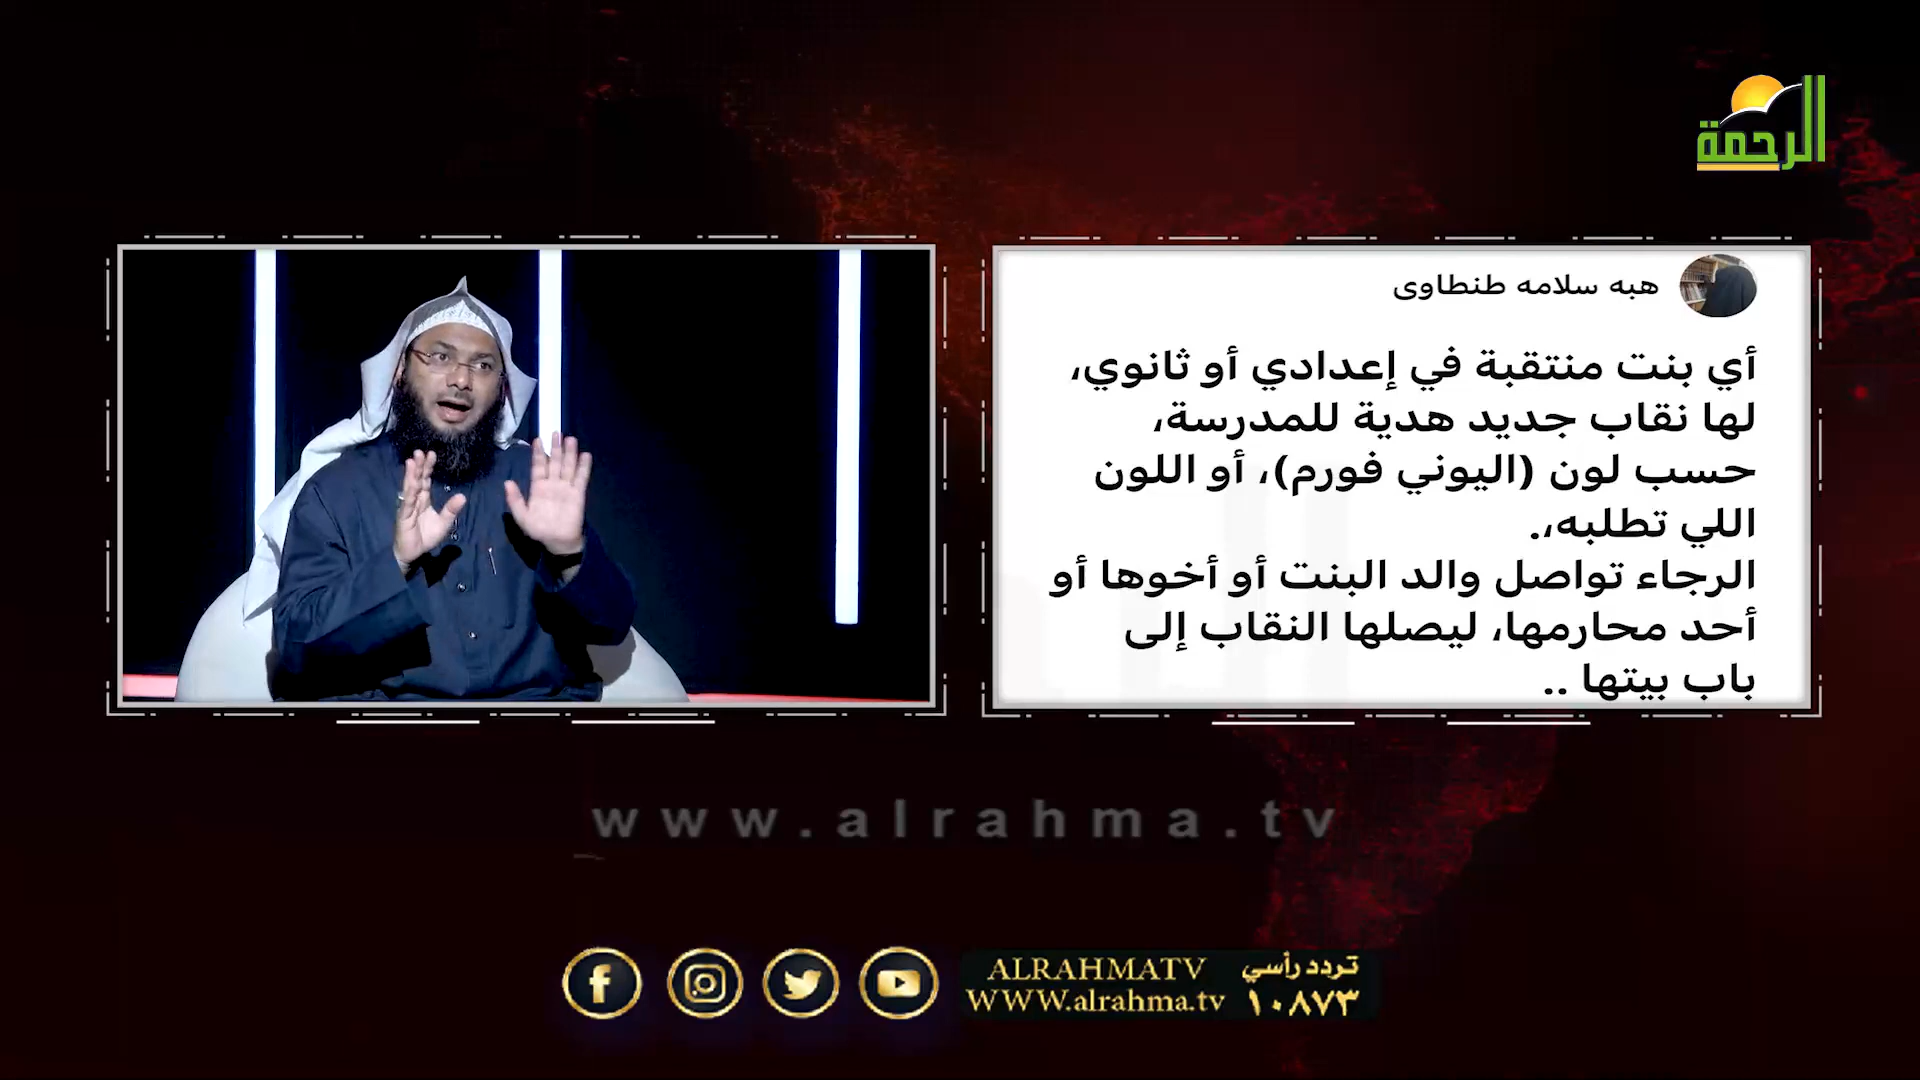 الرحمة
هبه سلامه طنطاوى
أي بنت منتقبة في إعدادي أو ثانوي،
لها نقاب جديد هدية للمدرسة،
حسب لون (اليوني فورم)، أو اللون
اللي تطلبه،.
الرجاء تواصل والد البنت أو أخوها أو
أحد محارمها، ليصلها النقاب إلى
باب بيتها ..
www.alrahma.tv
ALRAHMATV تردد رأسي
WWW.alrahma.tv ١٠٨٧٣